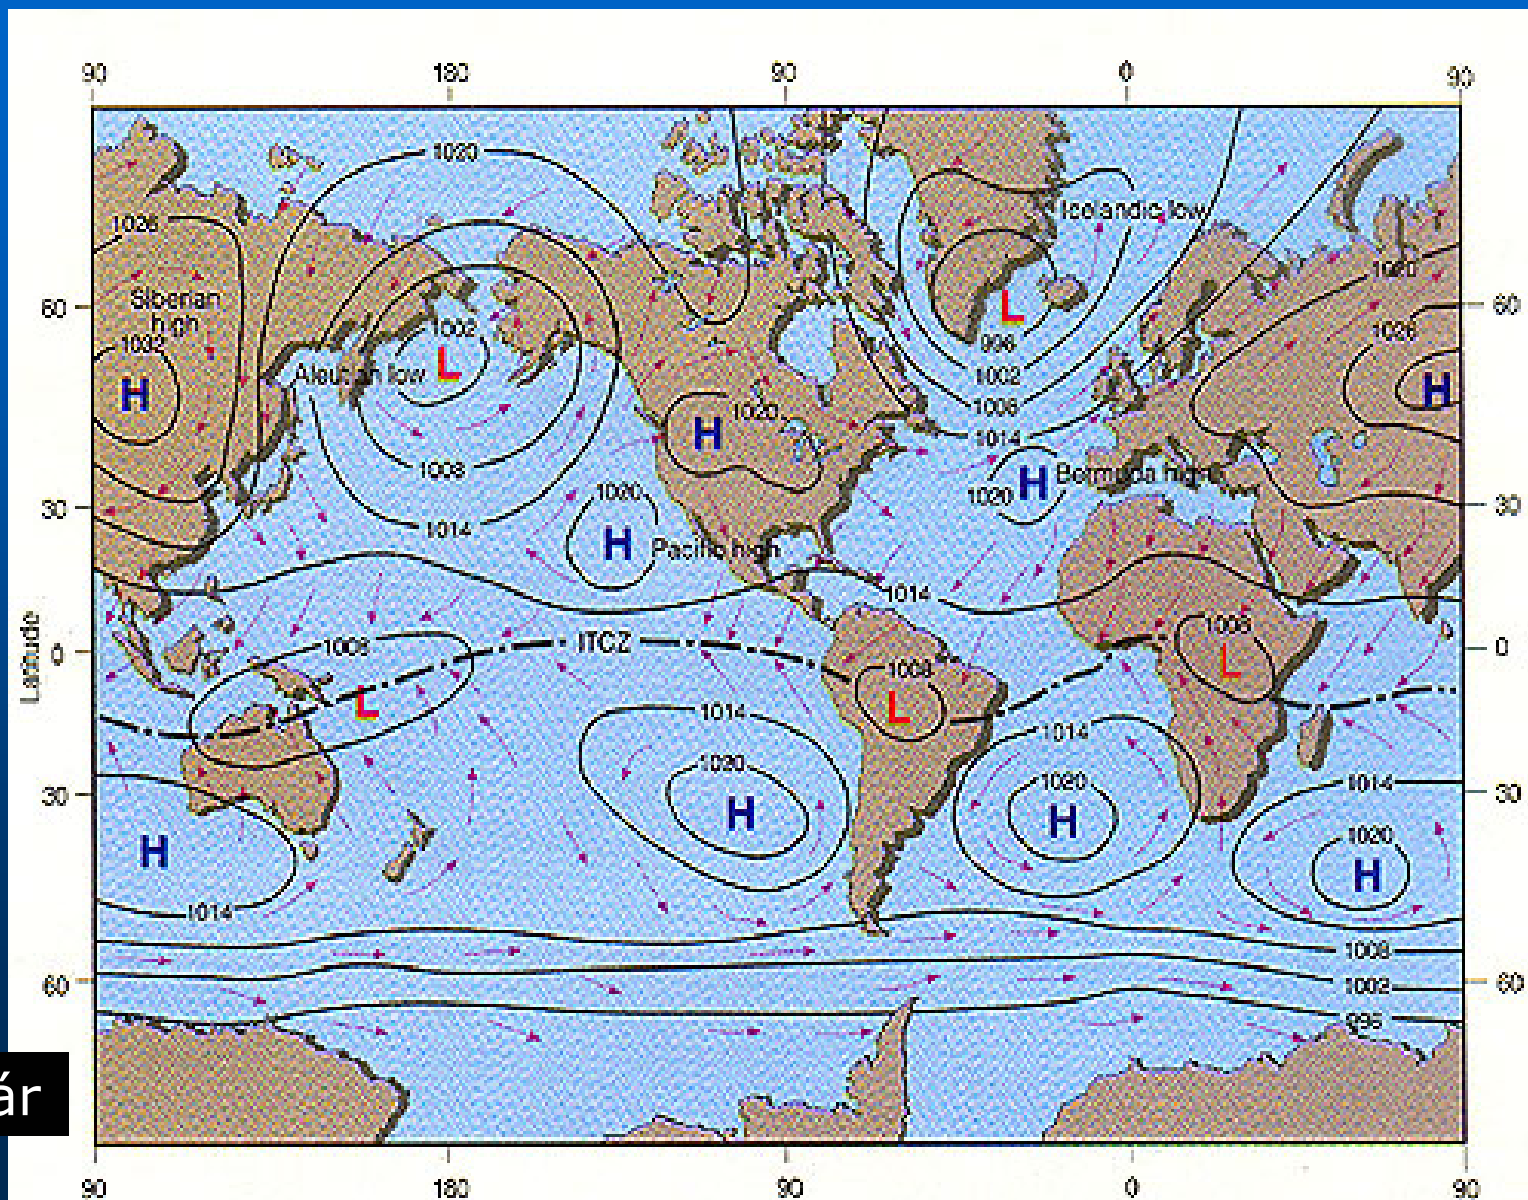 90 180 90 0 90
1020
1026
Icelandic low
Siberian
high
1020
60 60
1002 1026
1032 996
Aleutian low
1002
1008
1020
1014
H L H
H L
1008 H Bermuda high
1020 1020
30 30
1014
H Pacific high
1014
Latitude
0 ITCZ 0
1008 1008
1008
L L L
1014 1014
1020 1020 1014
30 30
H H 1020
H H
1014
1008
60 1002 60
996
ár
90 180 90 0 90